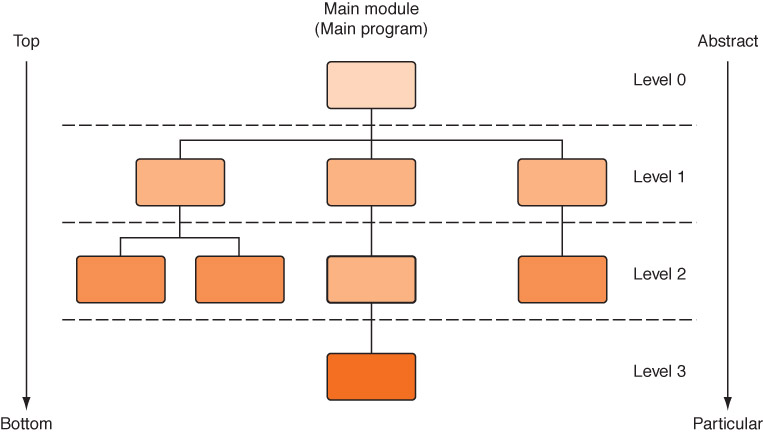 Main module
(Main program)
Top
Abstract
Level 0
Level 1
Level 2
Level 3
Bottom
Particular